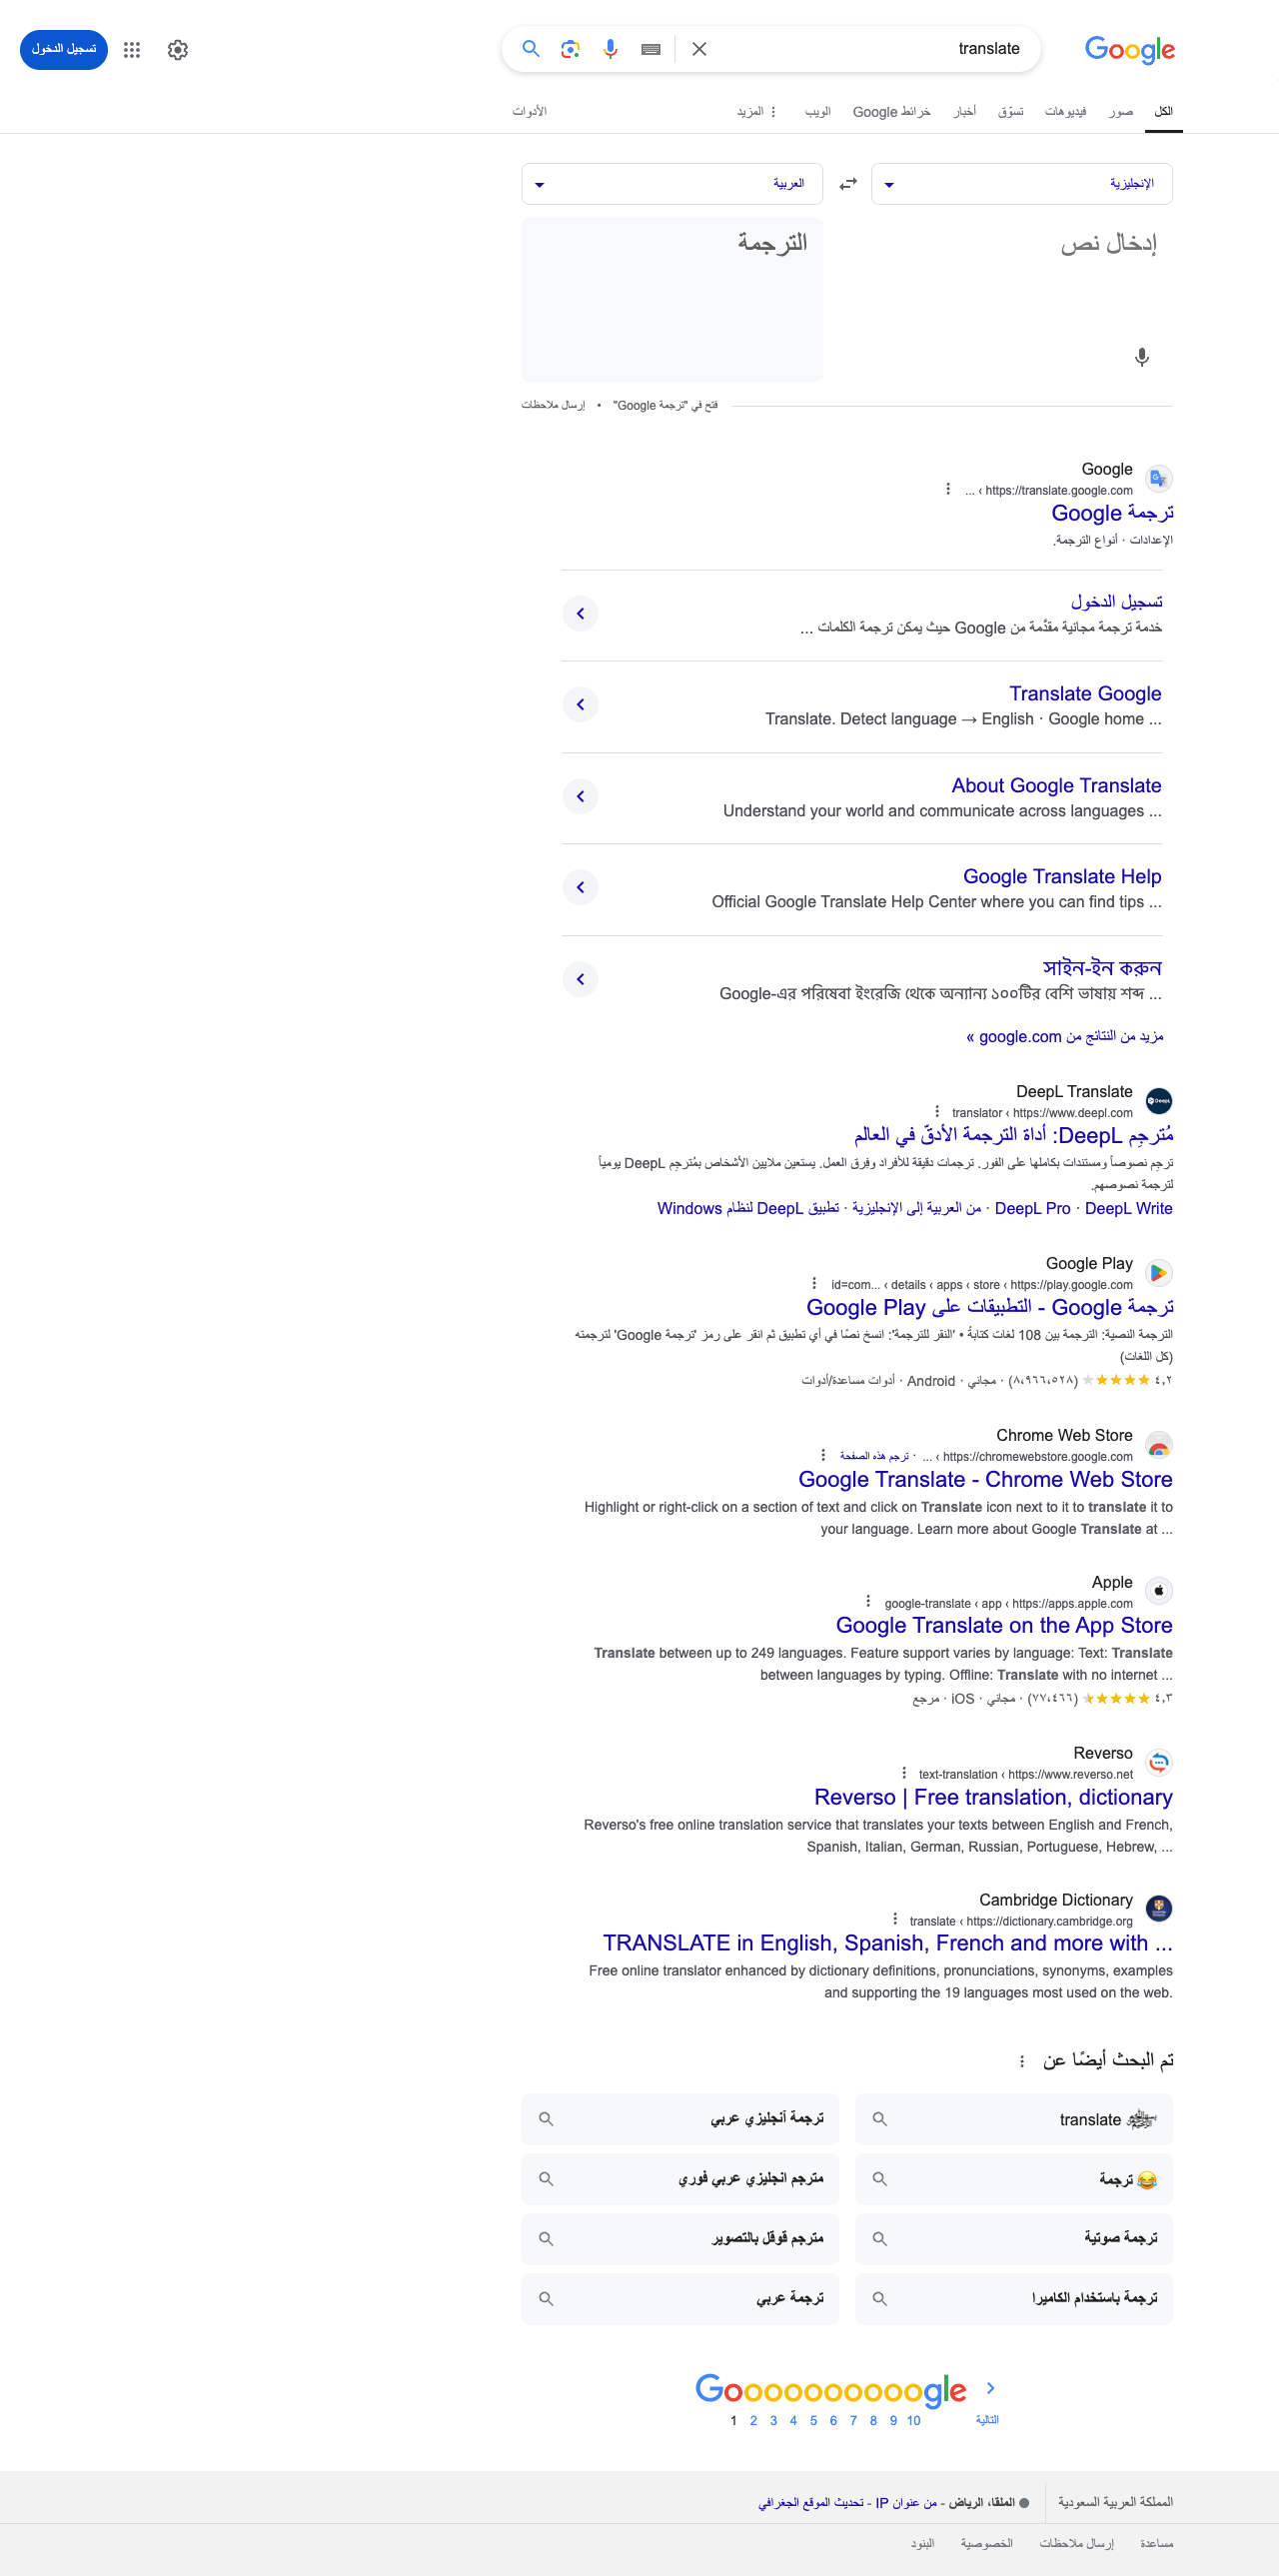 Google
translate
تسجيل الدخول
الكل
صور
فيديوهات
تسوّق
أخبار
خرائط Google
الويب
المزيد
الأدوات
الإنجليزية
العربية
إدخال نص
الترجمة
فتح في "ترجمة Google" • إرسال ملاحظات
Google
https://translate.google.com › ...
ترجمة Google
الإعدادات · أنواع الترجمة.
تسجيل الدخول
خدمة ترجمة مجانية مقدَّمة من Google حيث يمكن ترجمة الكلمات ...
Translate Google
Translate. Detect language → English · Google home ...
About Google Translate
Understand your world and communicate across languages ...
Google Translate Help
Official Google Translate Help Center where you can find tips ...
সাইন-ইন করুন
Google-এর পরিষেবা ইংরেজি থেকে অন্যান্য ১০০টির বেশি ভাষায় শব্দ ...
مزيد من النتائج من google.com »
DeepL Translate
https://www.deepl.com › translator
مُترجِم DeepL: أداة الترجمة الأدقّ في العالم
ترجِم نصوصاً ومستندات بكاملها على الفور. ترجمات دقيقة للأفراد وفِرق العمل. يستعين ملايين الأشخاص بمُترجِم DeepL يومياً
لترجمة نصوصهم.
DeepL Write · DeepL Pro · من العربية إلى الإنجليزية · تطبيق DeepL لنظام Windows
Google Play
https://play.google.com › store › apps › details › id=com...
ترجمة Google - التطبيقات على Google Play
الترجمة النصية: الترجمة بين 108 لغات كتابةً • 'النقر للترجمة': انسخ نصًا في أي تطبيق ثم انقر على رمز 'ترجمة Google' لترجمته
(كل اللغات)
٤٫٢ (٨٬٩٦٦٬٥٢٨) · مجاني · Android · أدوات مساعدة/أدوات
Chrome Web Store
https://chromewebstore.google.com › ... · ترجم هذه الصفحة
Google Translate - Chrome Web Store
Highlight or right-click on a section of text and click on Translate icon next to it to translate it to
your language. Learn more about Google Translate at ...
Apple
https://apps.apple.com › app › google-translate
Google Translate on the App Store
Translate between up to 249 languages. Feature support varies by language: Text: Translate
between languages by typing. Offline: Translate with no internet ...
٤٫٣ (٧٧٬٤٦٦) · مجاني · iOS · مرجع
Reverso
https://www.reverso.net › text-translation
Reverso | Free translation, dictionary
Reverso's free online translation service that translates your texts between English and French,
Spanish, Italian, German, Russian, Portuguese, Hebrew, ...
Cambridge Dictionary
https://dictionary.cambridge.org › translate
TRANSLATE in English, Spanish, French and more with ...
Free online translator enhanced by dictionary definitions, pronunciations, synonyms, examples
and supporting the 19 languages most used on the web.
تم البحث أيضًا عن
﷽ translate
ترجمة أنجليزي عربي
😂 ترجمة
مترجم انجليزي عربي فوري
ترجمة صوتية
مترجم قوقل بالتصوير
ترجمة باستخدام الكاميرا
ترجمة عربي
Goooooooooogle
1 2 3 4 5 6 7 8 9 10 التالية
المملكة العربية السعودية
الملقا، الرياض - من عنوان IP - تحديث الموقع الجغرافي
مساعدة
إرسال ملاحظات
الخصوصية
البنود